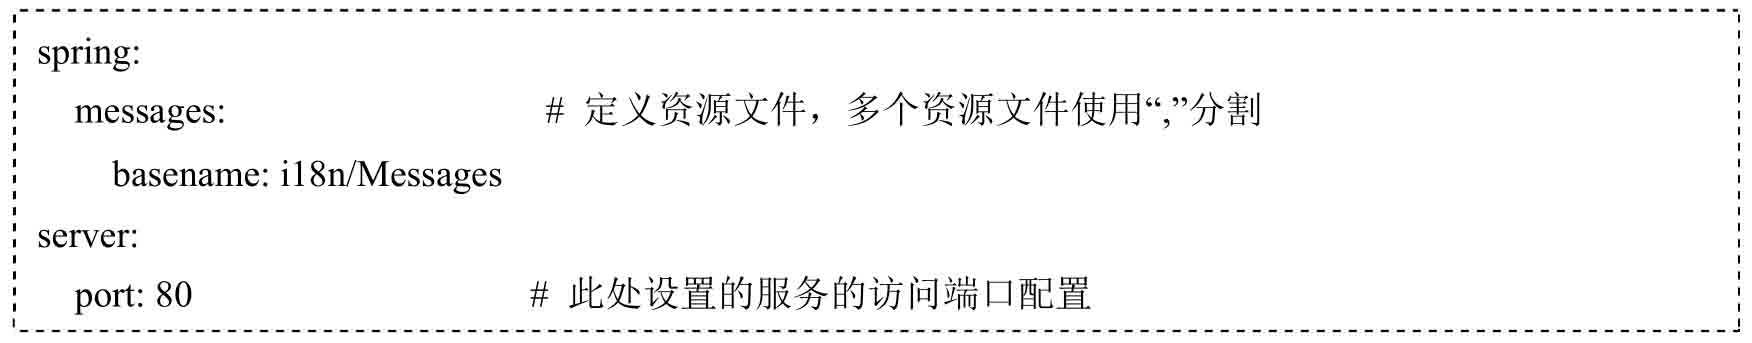 spring:
messages: # 定义资源文件，多个资源文件使用“,”分割
basename: i18n/Messages
server:
port: 80 # 此处设置的服务的访问端口配置